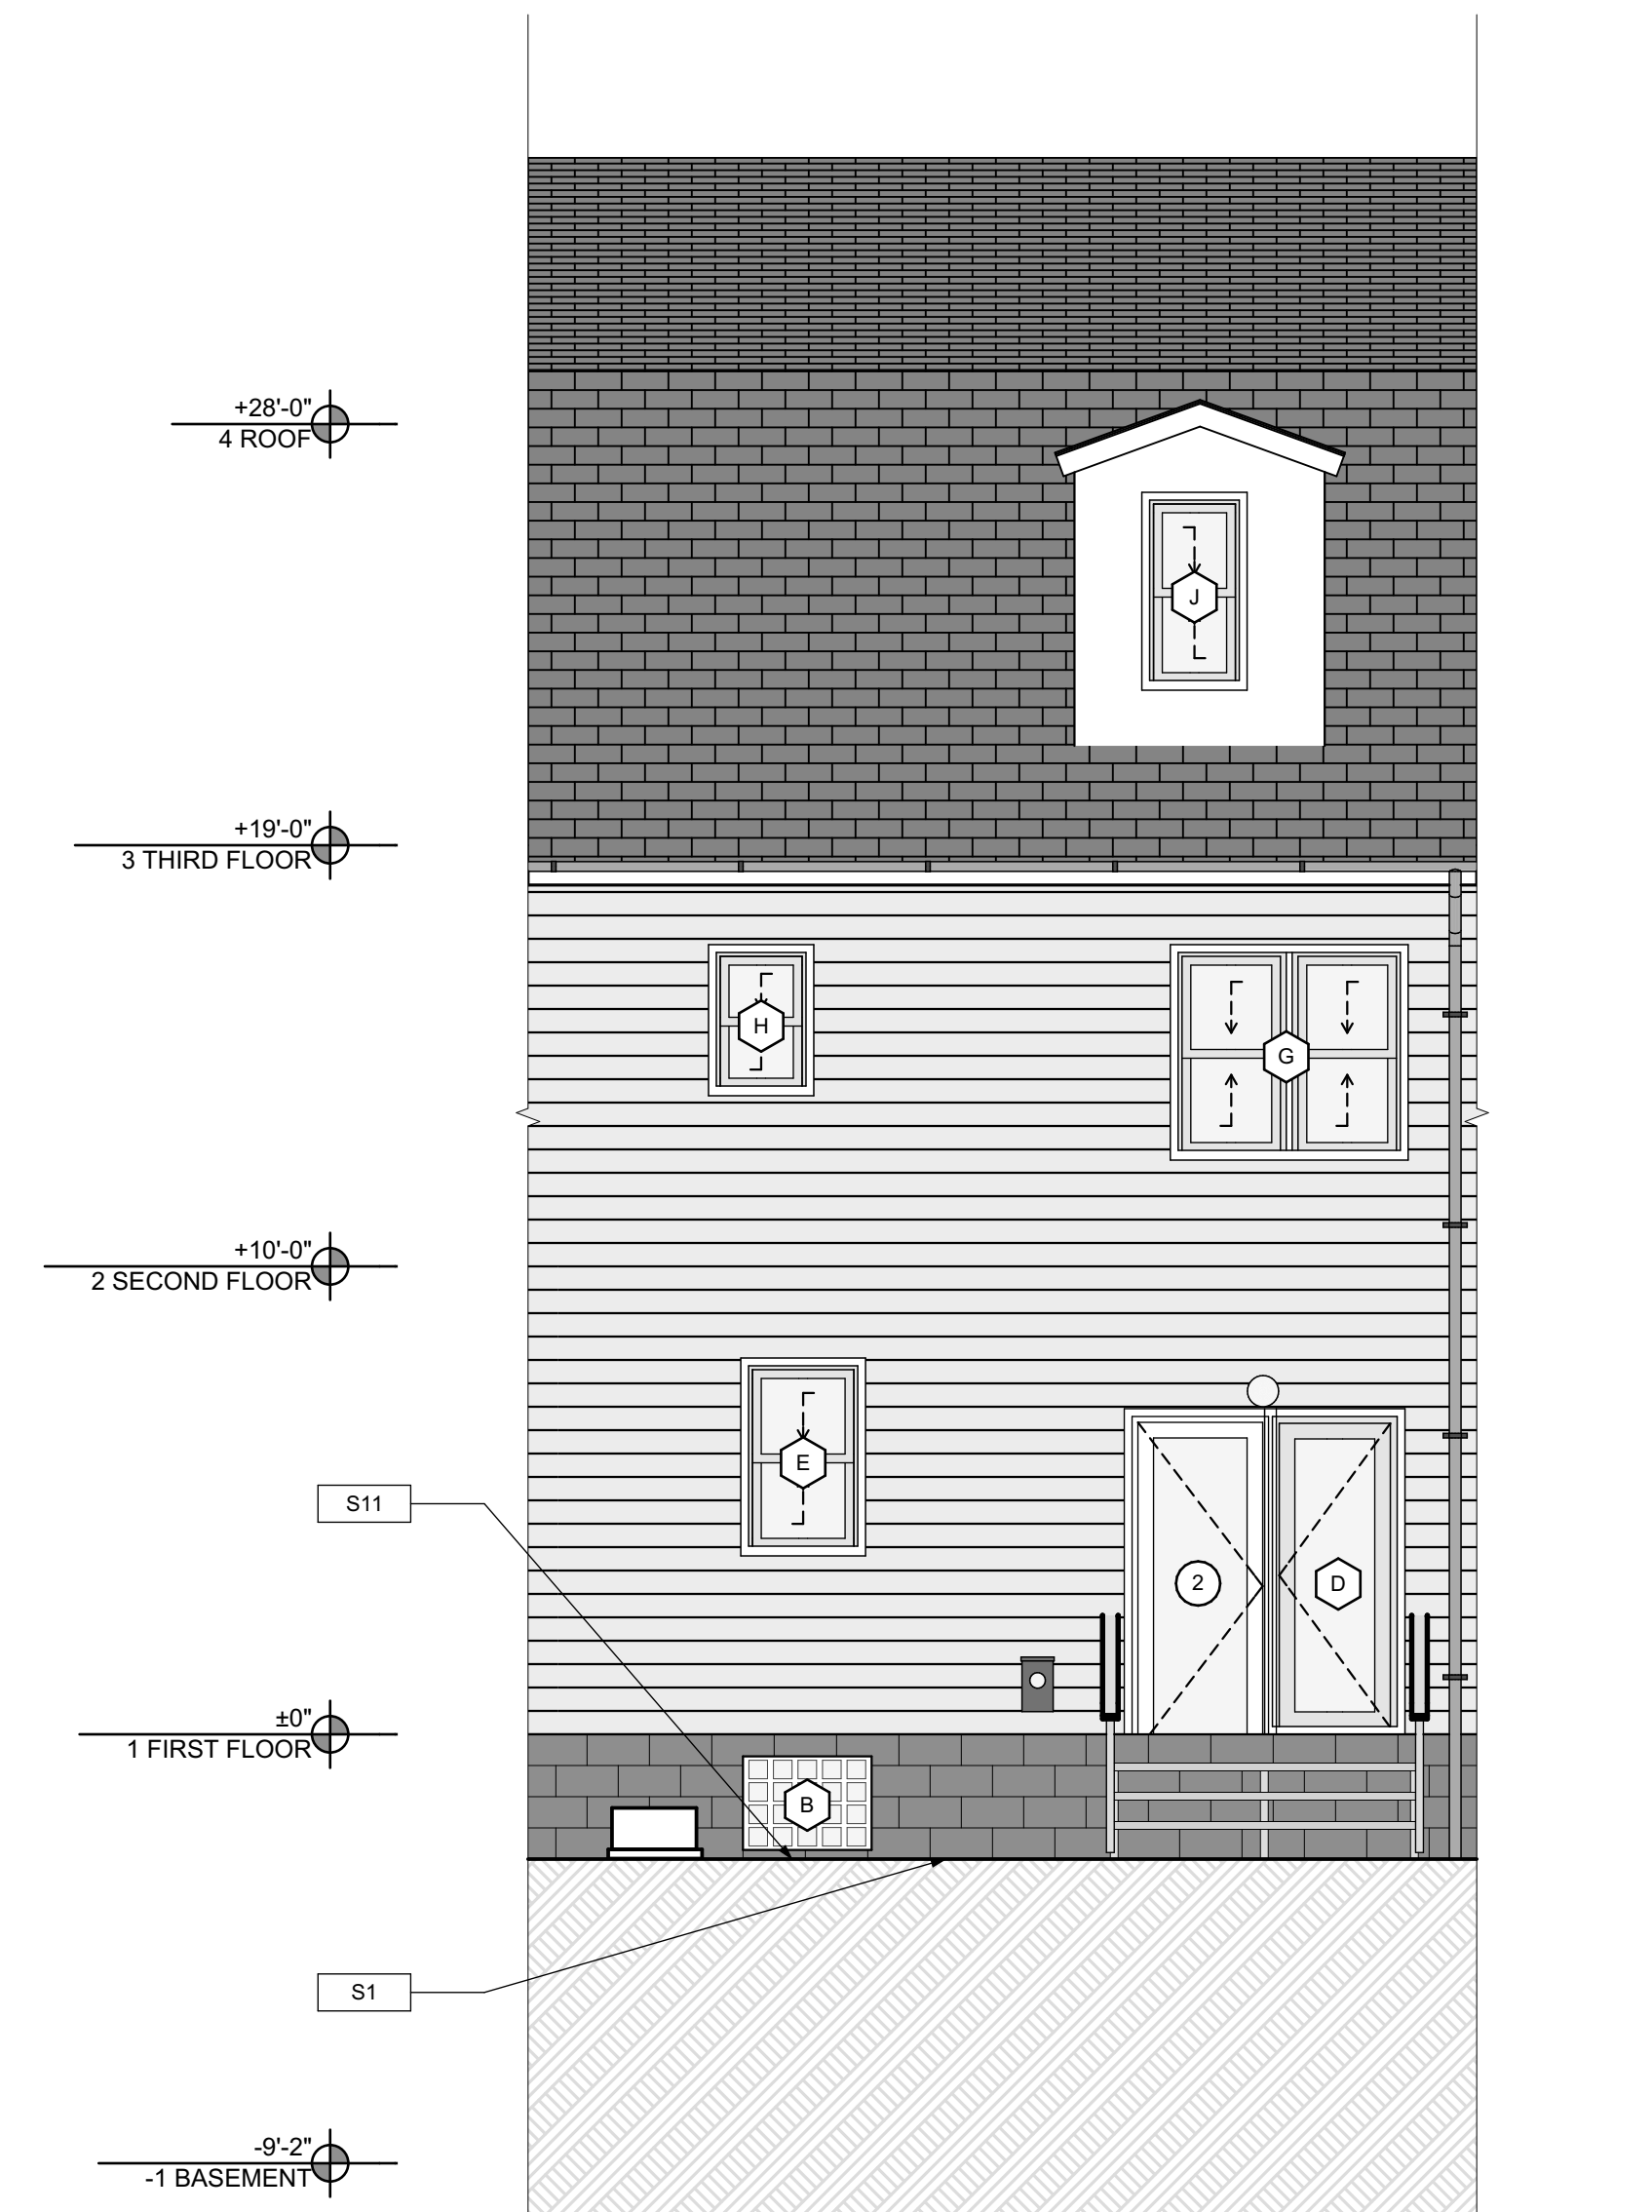 +28'-0"
4 ROOF
J
+19'-0"
3 THIRD FLOOR
H
G
+10'-0"
2 SECOND FLOOR
E
S11
2
D
±0"
1 FIRST FLOOR
B
S1
-9'-2"
-1 BASEMENT